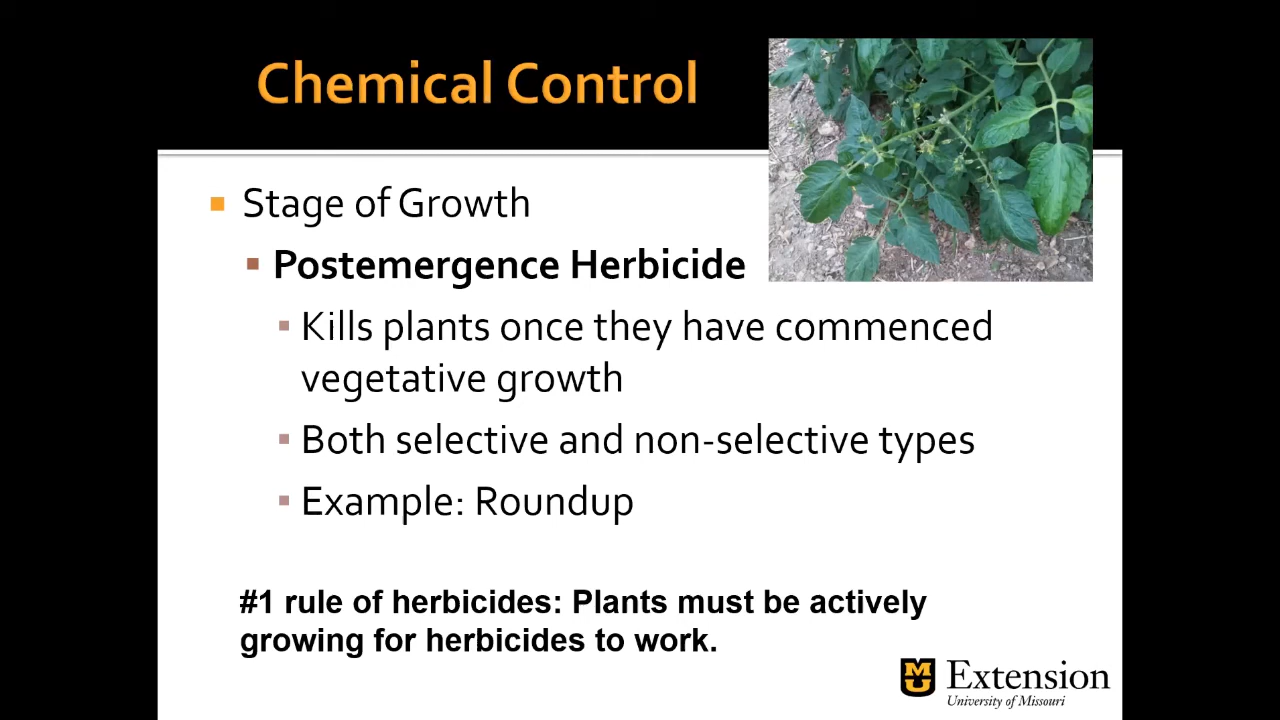 Chemical Control
Stage of Growth
Postemergence Herbicide
Kills plants once they have commenced
vegetative growth
Both selective and non-selective types
Example: Roundup
#1 rule of herbicides: Plants must be actively
growing for herbicides to work.
MU Extension
University of Missouri